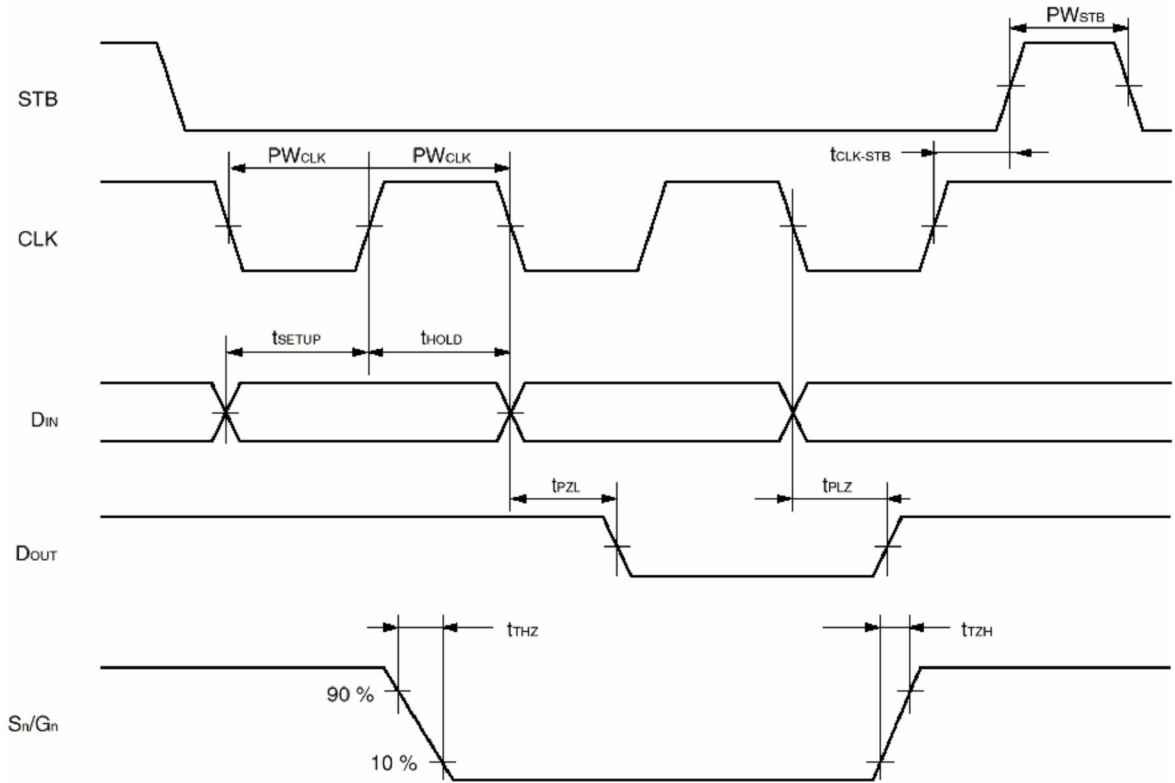 PWSTB
STB
tCLK-STB
PWCLK PWCLK
CLK
tSETUP tHOLD
DIN
tPZL tPLZ
DOUT
tTHZ tTZH
90 %
Sn/Gn
10 %